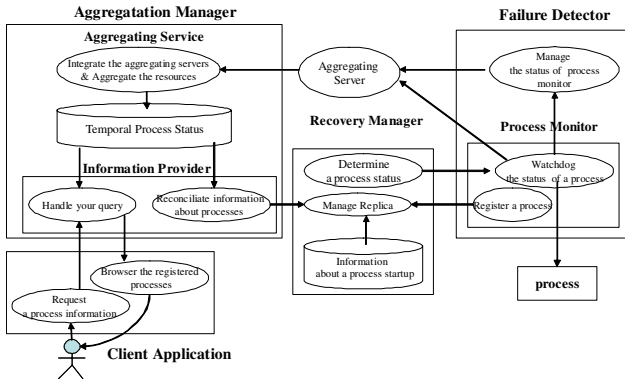 Aggregatation Manager
Failure Detector
Aggregating Service
Integrate the aggregating servers
& Aggregate the resources
Aggregating
Server
Manage
the status of process
monitor
Temporal Process Status
Recovery Manager
Process Monitor
Information Provider
Determine
a process status
Watchdog
the status of a process
Handle your query
Reconciliate information
about processes
Manage Replica
Register a process
Browser the registered
processes
Information
about a process startup
process
Request
a process information
Client Application